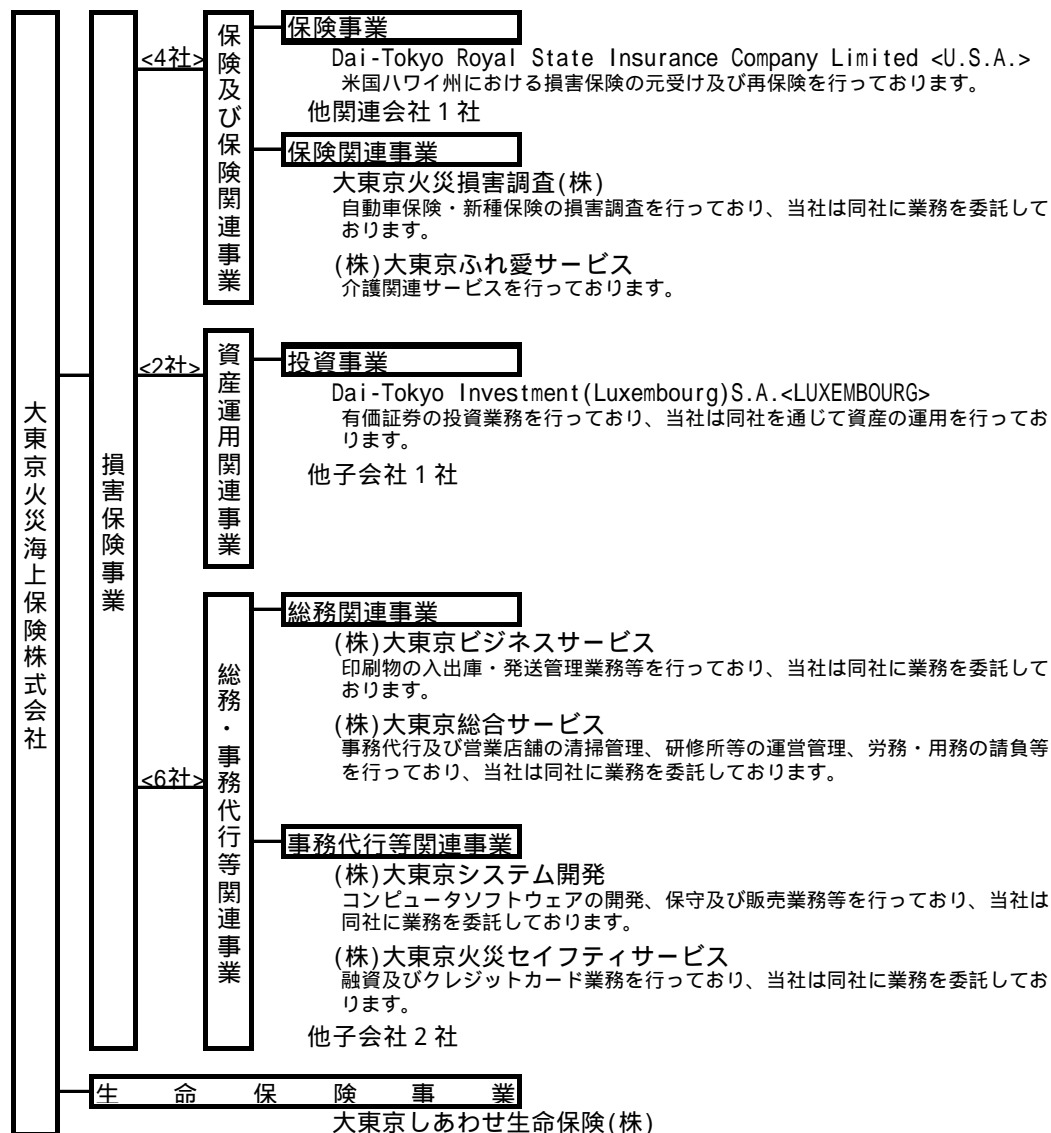 大東京火災海上保険株式会社
損害保険事業
<4社>
保険及び保険関連事業
保険事業
Dai-Tokyo Royal State Insurance Company Limited <U.S.A.>
米国ハワイ州における損害保険の元受け及び再保険を行っております。
他関連会社1社
保険関連事業
大東京火災損害調査(株)
自動車保険・新種保険の損害調査を行っており、当社は同社に業務を委託して
おります。
(株)大東京ふれ愛サービス
介護関連サービスを行っております。
<2社>
資産運用関連事業
投資事業
Dai-Tokyo Investment(Luxembourg)S.A.<LUXEMBOURG>
有価証券の投資業務を行っており、当社は同社を通じて資産の運用を行ってお
ります。
他子会社1社
<6社>
総務・事務代行等関連事業
総務関連事業
(株)大東京ビジネスサービス
印刷物の入出庫・発送管理業務等を行っており、当社は同社に業務を委託して
おります。
(株)大東京総合サービス
事務代行及び営業店舗の清掃管理、研修所等の運営管理、労務・用務の請負等
を行っており、当社は同社に業務を委託しております。
事務代行等関連事業
(株)大東京システム開発
コンピュータソフトウェアの開発、保守及び販売業務等を行っており、当社は
同社に業務を委託しております。
(株)大東京火災セイフティサービス
融資及びクレジットカード業務を行っており、当社は同社に業務を委託してお
ります。
他子会社2社
生命保険事業
大東京しあわせ生命保険(株)